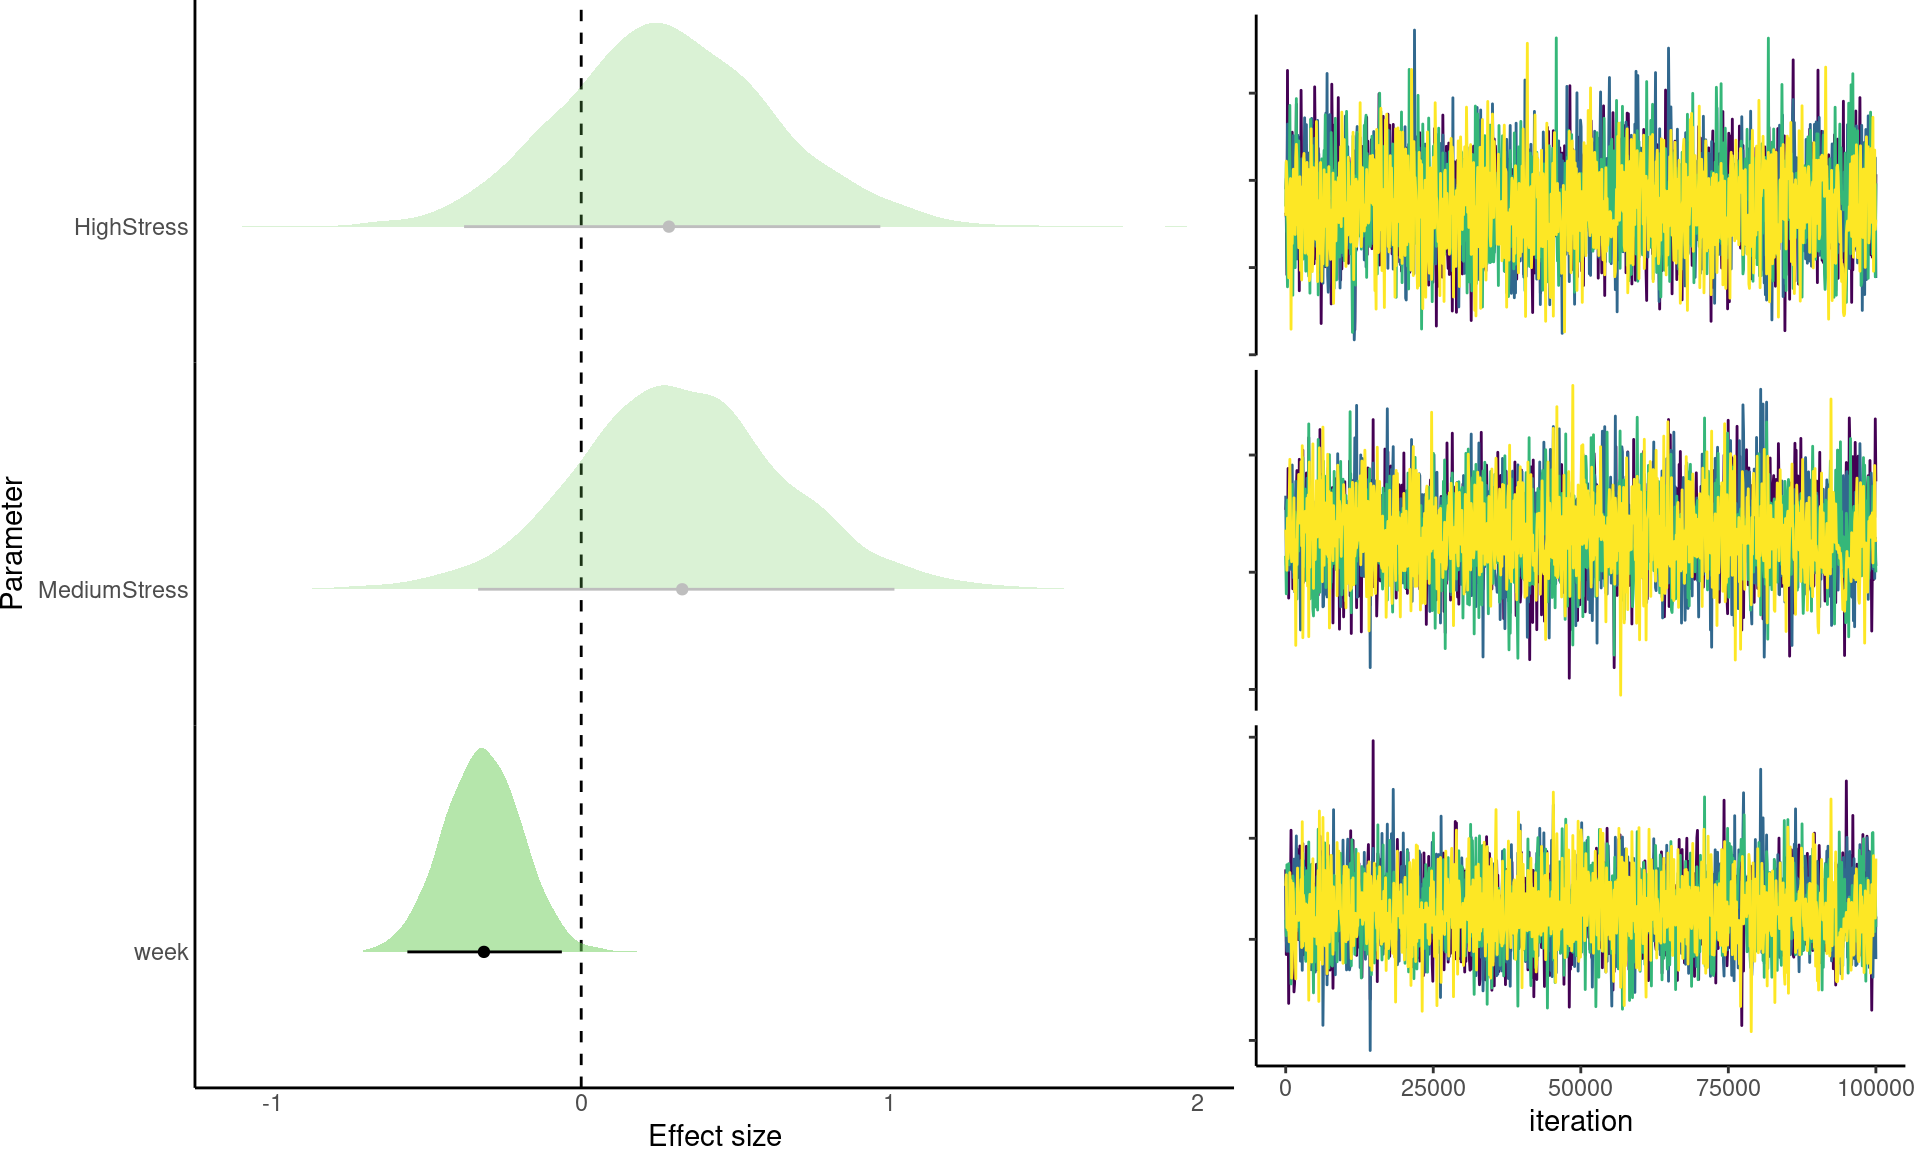 Parameter
HighStress
MediumStress
week
-1 0 1 2
Effect size
0 25000 50000 75000 100000
iteration